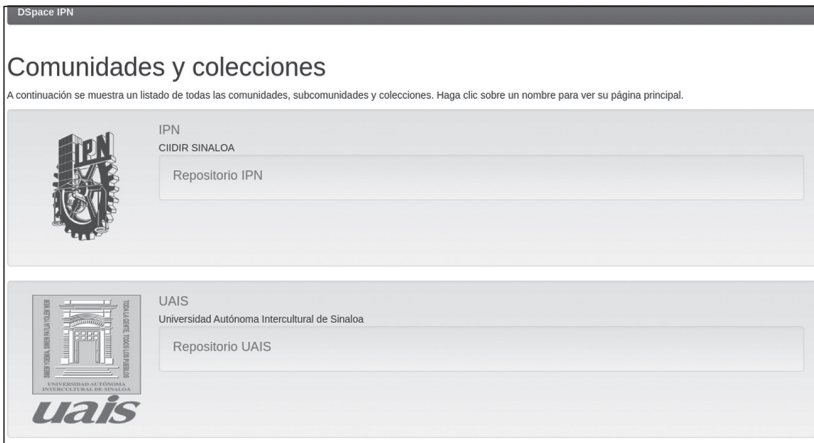 DSpace IPN
Comunidades y colecciones
A continuación se muestra un listado de todas las comunidades, subcomunidades y colecciones. Haga clic sobre un nombre para ver su página principal.
IPN
IPN
CIIDIR SINALOA
Repositorio IPN
UNIVERSIDAD AUTÓNOMA
INTERCULTURAL DE SINALOA
uais
UAIS
Universidad Autónoma Intercultural de Sinaloa
Repositorio UAIS